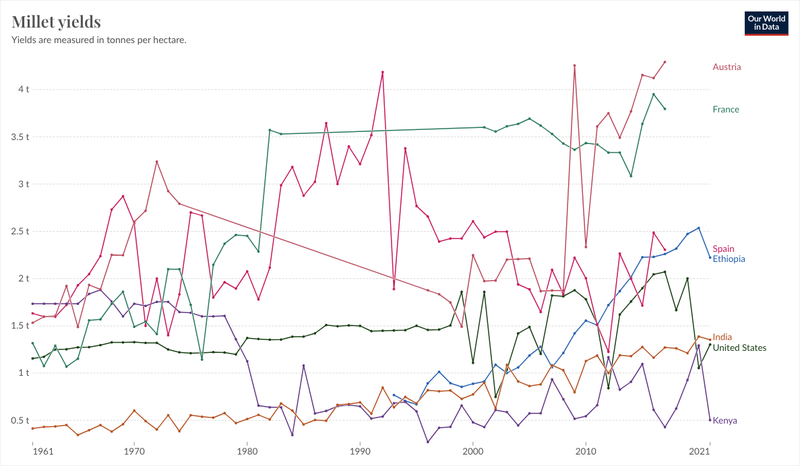 Millet yields
Yields are measured in tonnes per hectare.
Our World
in Data
4 t
3.5 t
3 t
2.5 t
2 t
1.5 t
1 t
0.5 t
1961
1970
1980
1990
2000
2010
2021
Austria
France
Spain
Ethiopia
India
United States
Kenya